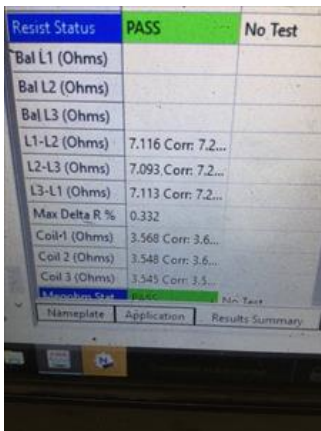 Resist Status PASS No Test
Bal L1 (Ohms)
Bal L2 (Ohms)
Bal L3 (Ohms)
L1-L2 (Ohms) 7.116 Corr: 7.2...
L2-L3 (Ohms) 7.093 Corr: 7.2...
L3-L1 (Ohms) 7.113 Corr: 7.2...
Max Delta R % 0.332
Coil-1 (Ohms) 3.568 Corr: 3.6...
Coil 2 (Ohms) 3.548 Corr: 3.6...
Coil 3 (Ohms) 3.545 Corr: 3.5...
Megohm Stat PASS No Test
Nameplate Application Results Summary